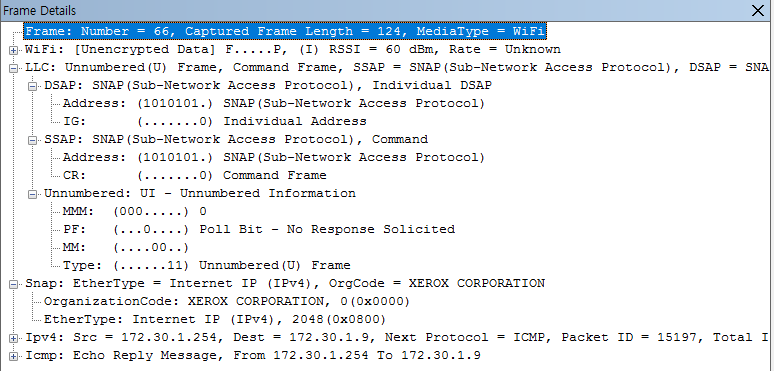 Frame Details
Frame: Number = 66, Captured Frame Length = 124, MediaType = WiFi
WiFi: [Unencrypted Data] F.....P, (I) RSSI = 60 dBm, Rate = Unknown
LLC: Unnumbered(U) Frame, Command Frame, SSAP = SNAP(Sub-Network Access Protocol), DSAP = SNA
DSAP: SNAP(Sub-Network Access Protocol), Individual DSAP
Address: (1010101.) SNAP(Sub-Network Access Protocol)
IG: (.......0) Individual Address
SSAP: SNAP(Sub-Network Access Protocol), Command
Address: (1010101.) SNAP(Sub-Network Access Protocol)
CR: (.......0) Command Frame
Unnumbered: UI - Unnumbered Information
MMM: (000.....) 0
PF: (...0....) Poll Bit - No Response Solicited
MM: (....00..)
Type: (......11) Unnumbered(U) Frame
Snap: EtherType = Internet IP (IPv4), OrgCode = XEROX CORPORATION
OrganizationCode: XEROX CORPORATION, 0(0x0000)
EtherType: Internet IP (IPv4), 2048(0x0800)
Ipv4: Src = 172.30.1.254, Dest = 172.30.1.9, Next Protocol = ICMP, Packet ID = 15197, Total I
Icmp: Echo Reply Message, From 172.30.1.254 To 172.30.1.9